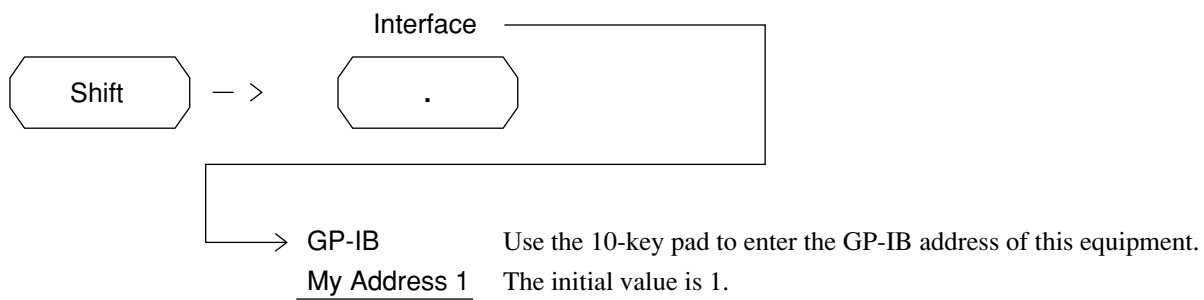 Interface
Shift — > .
GP-IB Use the 10-key pad to enter the GP-IB address of this equipment.
My Address 1 The initial value is 1.